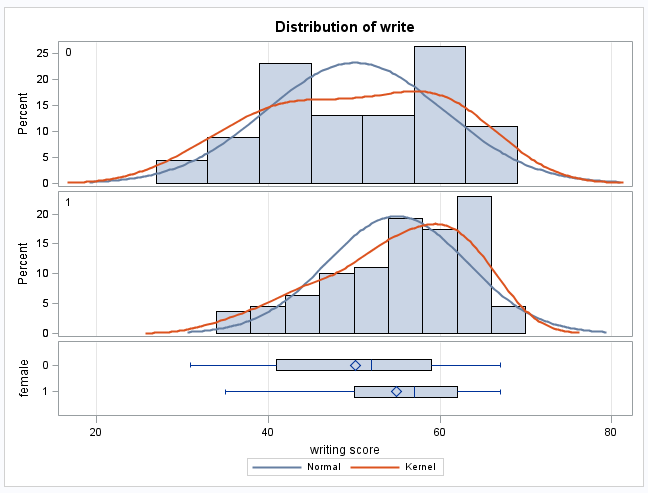 Distribution of write
0
25
20
15
10
5
0
Percent
1
20
15
10
5
0
Percent
0
1
female
20 40 60 80
writing score
Normal Kernel